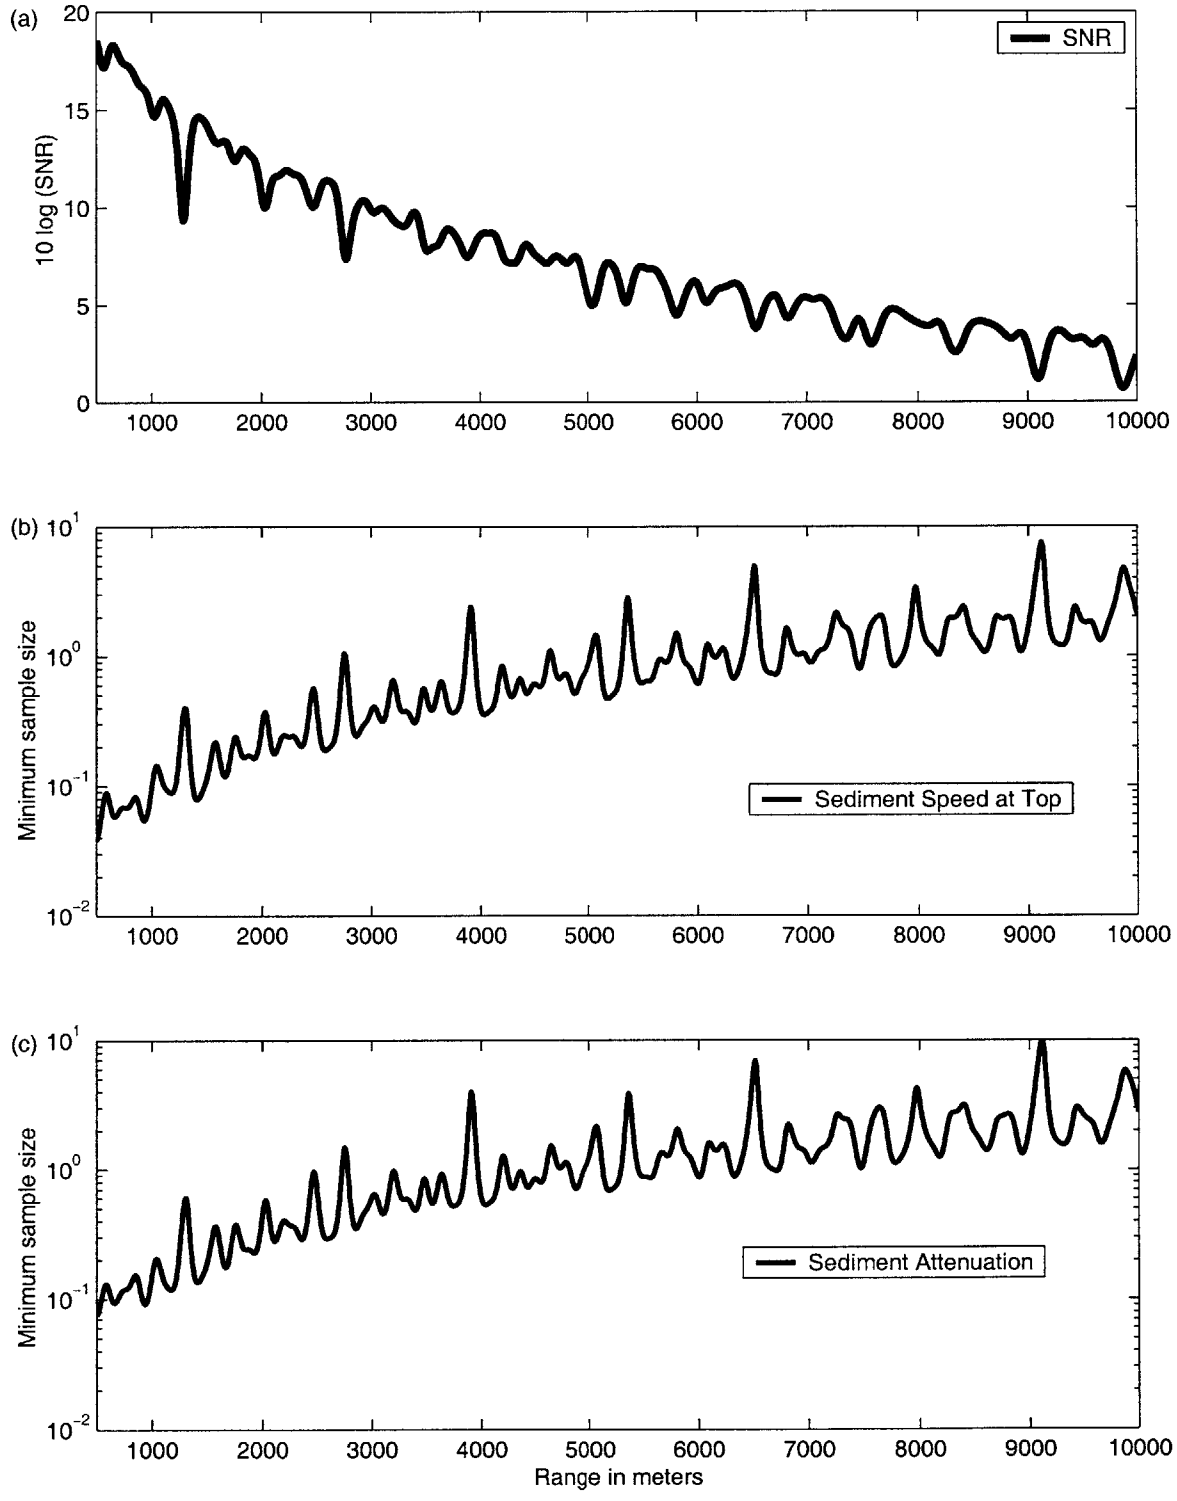 (a)
20
15
10
5
0
10 log (SNR)
SNR
1000 2000 3000 4000 5000 6000 7000 8000 9000 10000
(b)
10^1
10^0
10^-1
10^-2
Minimum sample size
Sediment Speed at Top
1000 2000 3000 4000 5000 6000 7000 8000 9000 10000
(c)
10^1
10^0
10^-1
10^-2
Minimum sample size
Sediment Attenuation
1000 2000 3000 4000 5000 6000 7000 8000 9000 10000
Range in meters